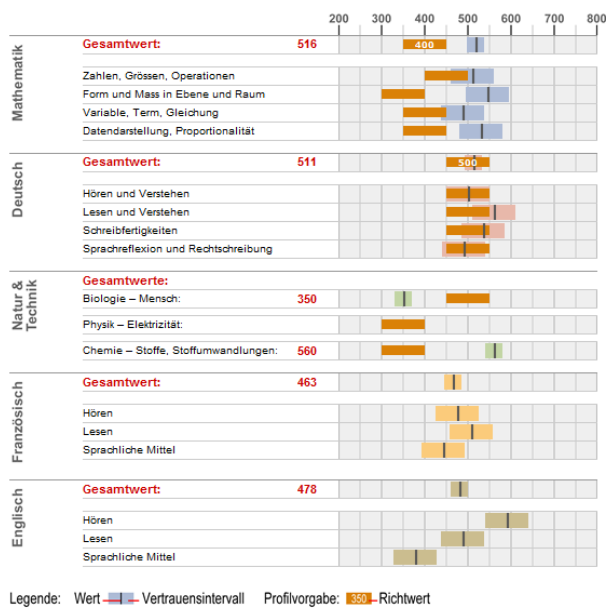 200 300 400 500 600 700 800
Mathematik
Gesamtwert: 516 400
Zahlen, Grössen, Operationen
Form und Mass in Ebene und Raum
Variable, Term, Gleichung
Datendarstellung, Proportionalität
Deutsch
Gesamtwert: 511 500
Hören und Verstehen
Lesen und Verstehen
Schreibfertigkeiten
Sprachreflexion und Rechtschreibung
Natur &
Technik
Gesamtwerte:
Biologie – Mensch: 350
Physik – Elektrizität:
Chemie – Stoffe, Stoffumwandlungen: 560
Französisch
Gesamtwert: 463
Hören
Lesen
Sprachliche Mittel
Englisch
Gesamtwert: 478
Hören
Lesen
Sprachliche Mittel
Legende: Wert Vertrauensintervall Profilvorgabe: 350 Richtwert